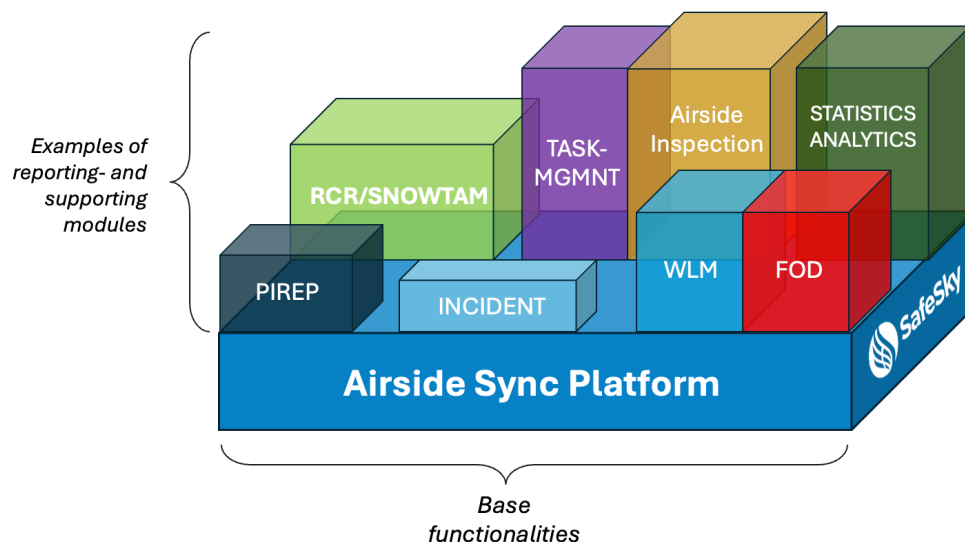 Examples of
reporting- and
supporting
modules
RCR/SNOWTAM
TASK-
MGMNT
Airside
Inspection
STATISTICS
ANALYTICS
PIREP
INCIDENT
WLM
FOD
Airside Sync Platform
SafeSky
Base
functionalities